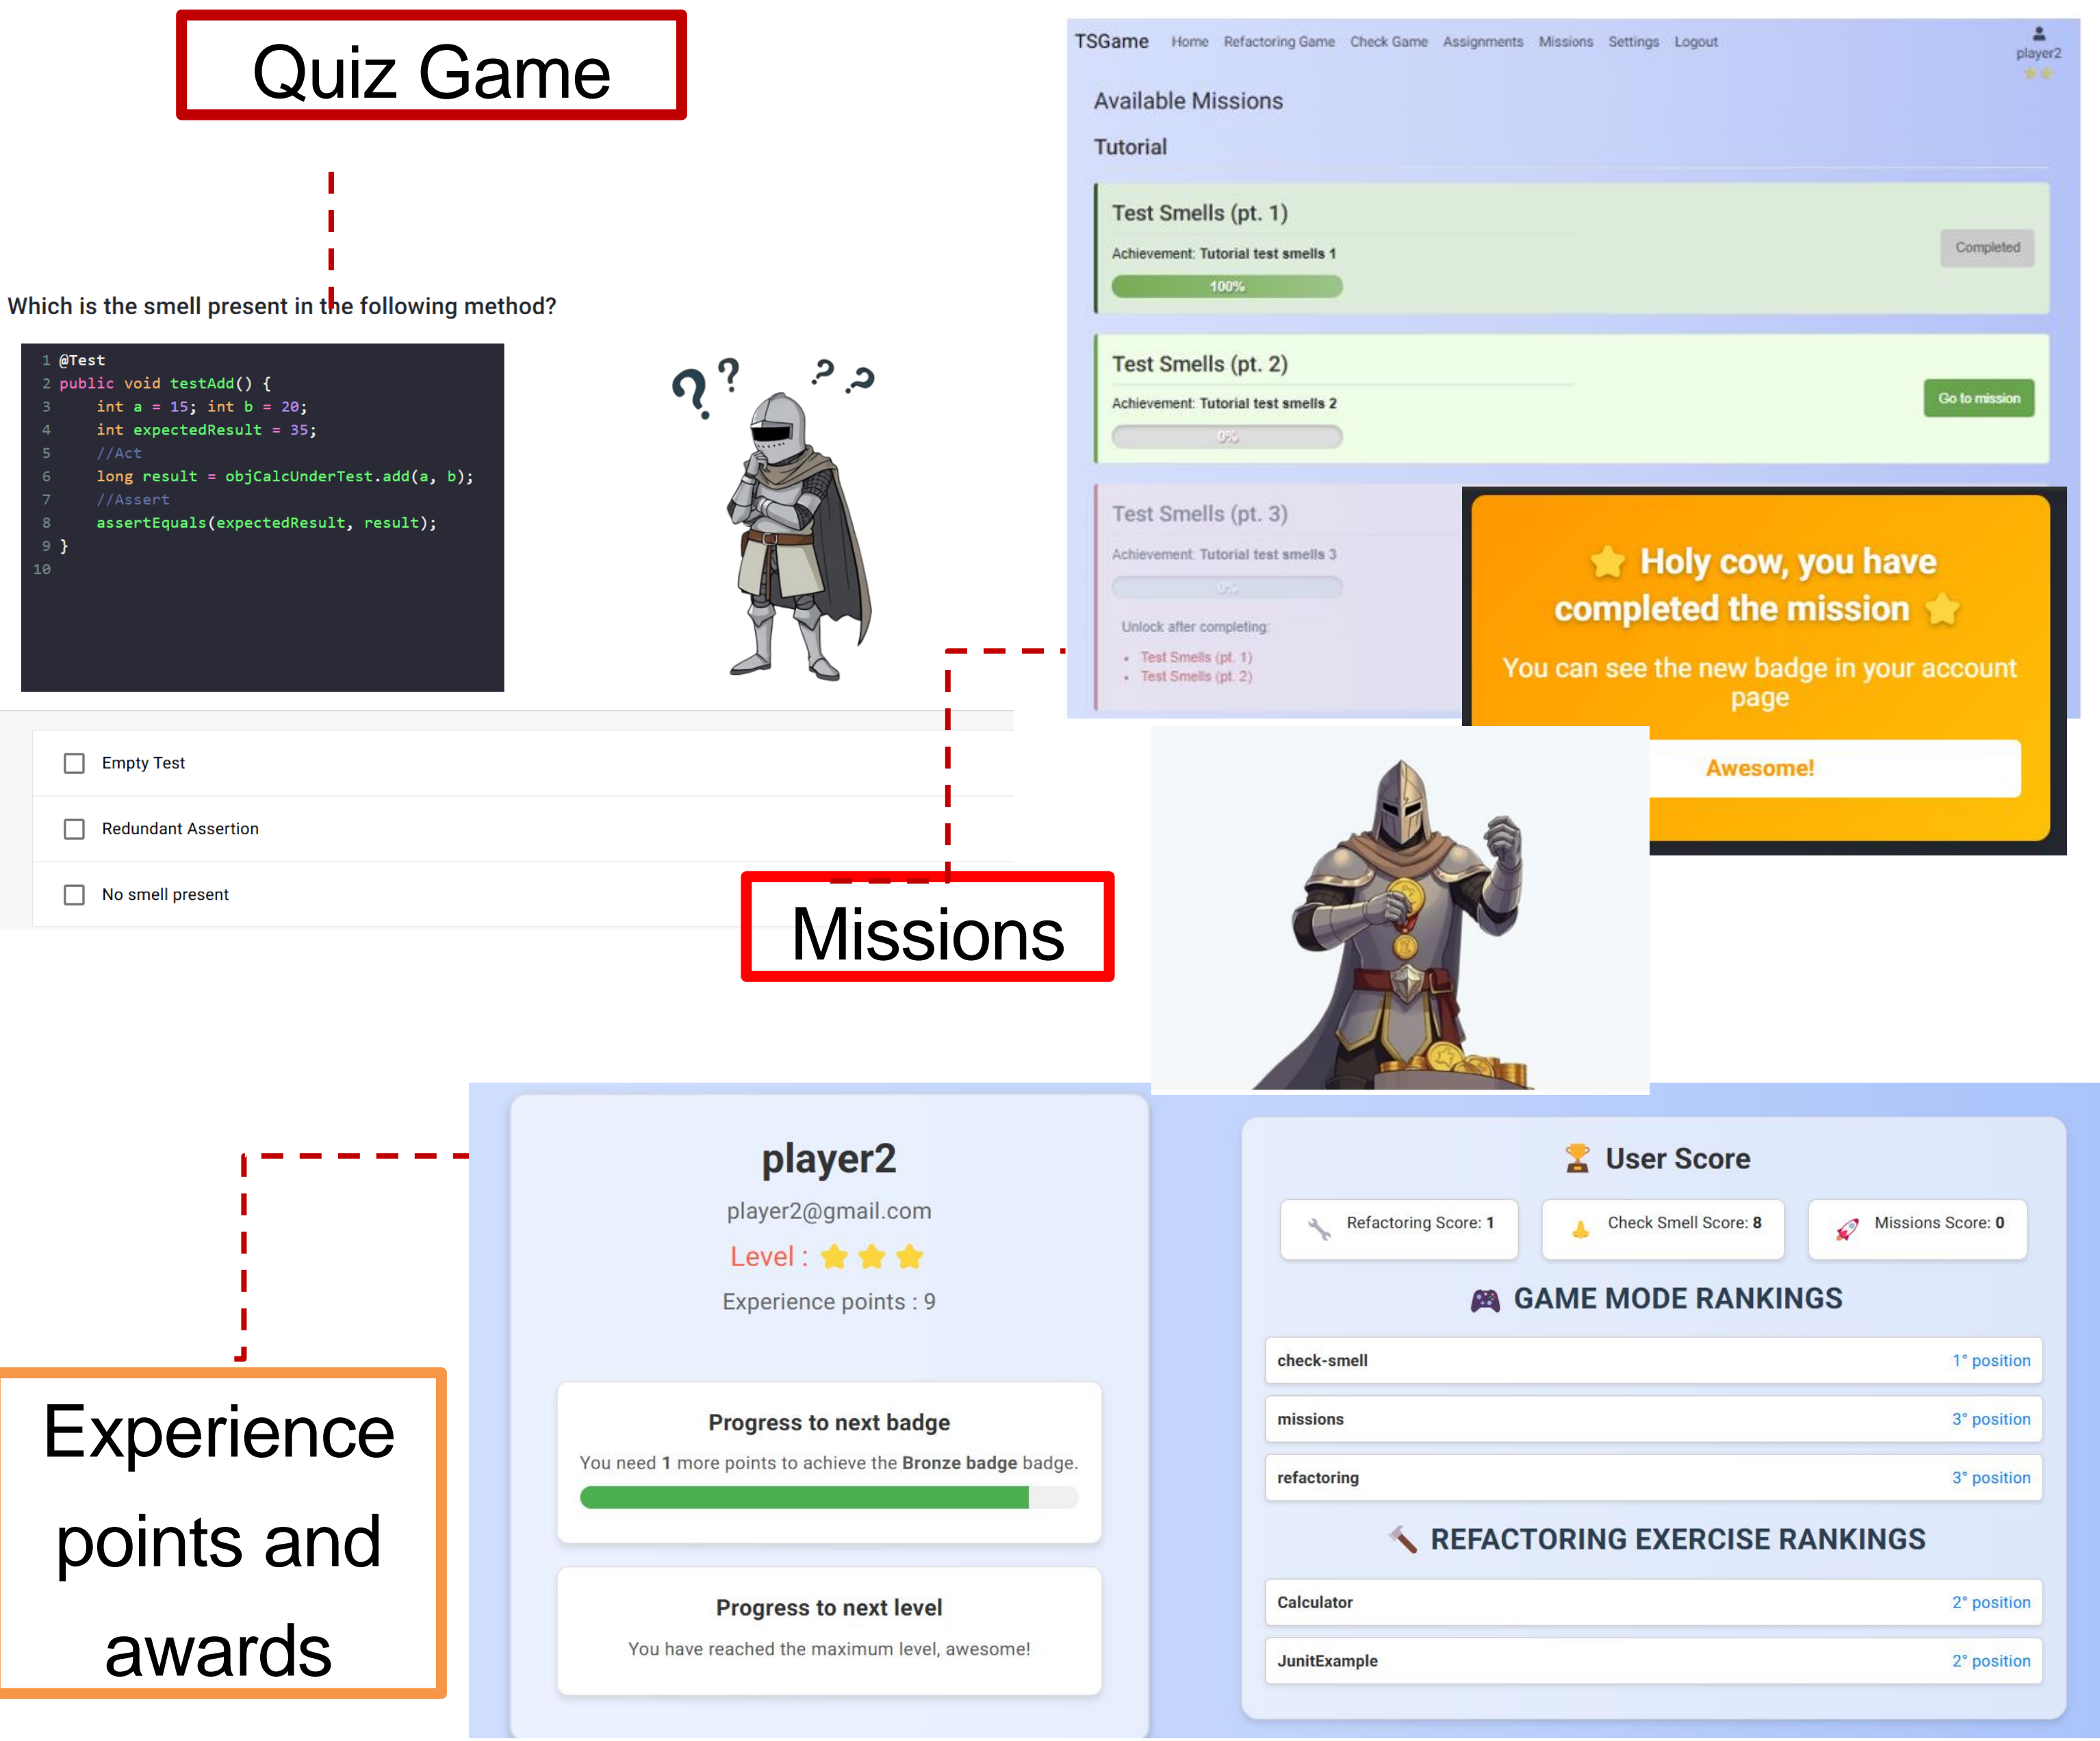 Quiz Game
Which is the smell present in the following method?
1 @Test
2 public void testAdd() {
3 int a = 15; int b = 20;
4 int expectedResult = 35;
5 //Act
6 long result = objCalcUnderTest.add(a, b);
7 //Assert
8 assertEquals(expectedResult, result);
9 }
10
?? ??
Empty Test
Redundant Assertion
No smell present
TSGame Home Refactoring Game Check Game Assignments Missions Settings Logout
player2
Available Missions
Tutorial
Test Smells (pt. 1)
Achievement: Tutorial test smells 1
100%
Completed
Test Smells (pt. 2)
Achievement: Tutorial test smells 2
0%
Go to mission
Test Smells (pt. 3)
Achievement: Tutorial test smells 3
0%
Unlock after completing:
• Test Smells (pt. 1)
• Test Smells (pt. 2)
Holy cow, you have
completed the mission
You can see the new badge in your account
page
Awesome!
Missions
Experience
points and
awards
player2
player2@gmail.com
Level :
Experience points : 9
Progress to next badge
You need 1 more points to achieve the Bronze badge badge.
Progress to next level
You have reached the maximum level, awesome!
User Score
Refactoring Score: 1
Check Smell Score: 8
Missions Score: 0
GAME MODE RANKINGS
check-smell 1° position
missions 3° position
refactoring 3° position
REFACTORING EXERCISE RANKINGS
Calculator 2° position
JunitExample 2° position